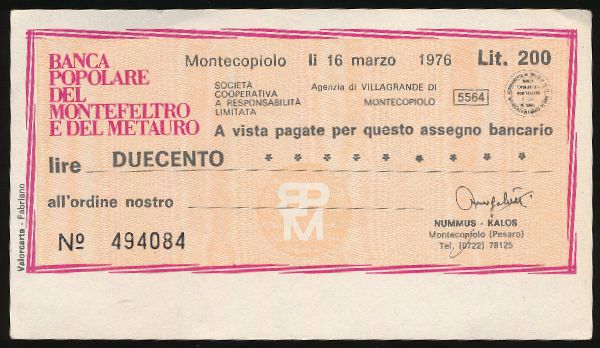 BANCA
POPOLARE
DEL
MONTEFELTRO
E DEL METAURO
Montecopiolo li 16 marzo 1976 Lit. 200
SOCIETÀ
COOPERATIVA
A RESPONSABILITÀ
LIMITATA
Agenzia di VILLAGRANDE DI
MONTECOPIOLO
5564
A vista pagate per questo assegno bancario
lire DUECENTO * * * * * * * * *
all'ordine nostro
BPM
NUMMUS - KALOS
Montecopiolo (Pesaro)
Tel. (0722) 78125
Nº 494084
Valorcarta - Fabriano